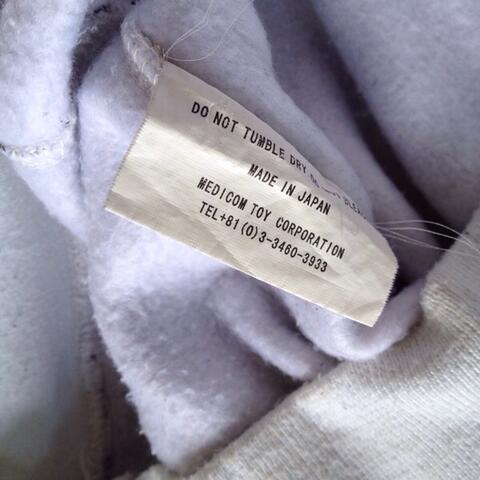 DO NOT TUMBLE DRY
MADE IN JAPAN
MEDICOM TOY CORPORATION
TEL+81(0)3-3460-3933